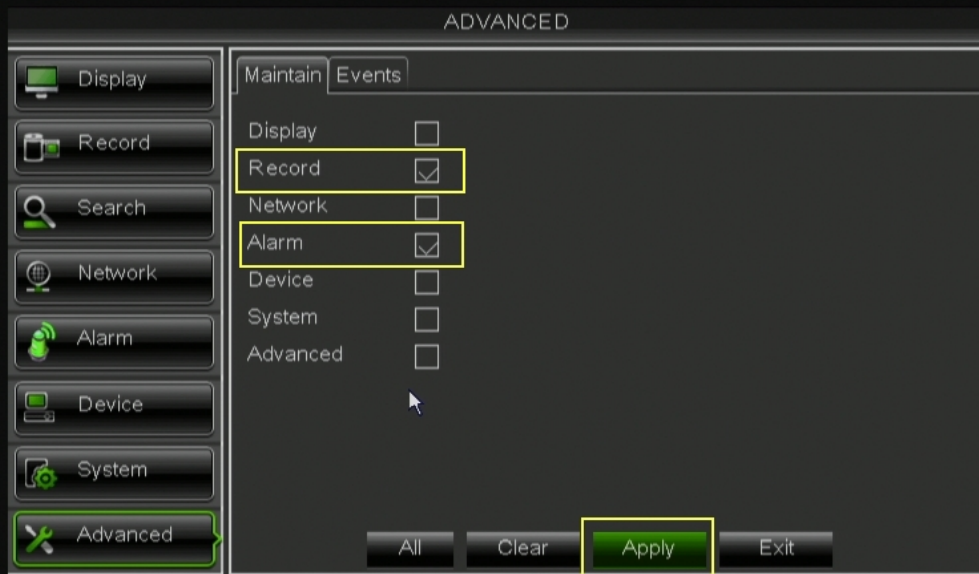 ADVANCED
Display
Record
Search
Network
Alarm
Device
System
Advanced
Maintain Events
Display
Record
Network
Alarm
Device
System
Advanced
All Clear Apply Exit